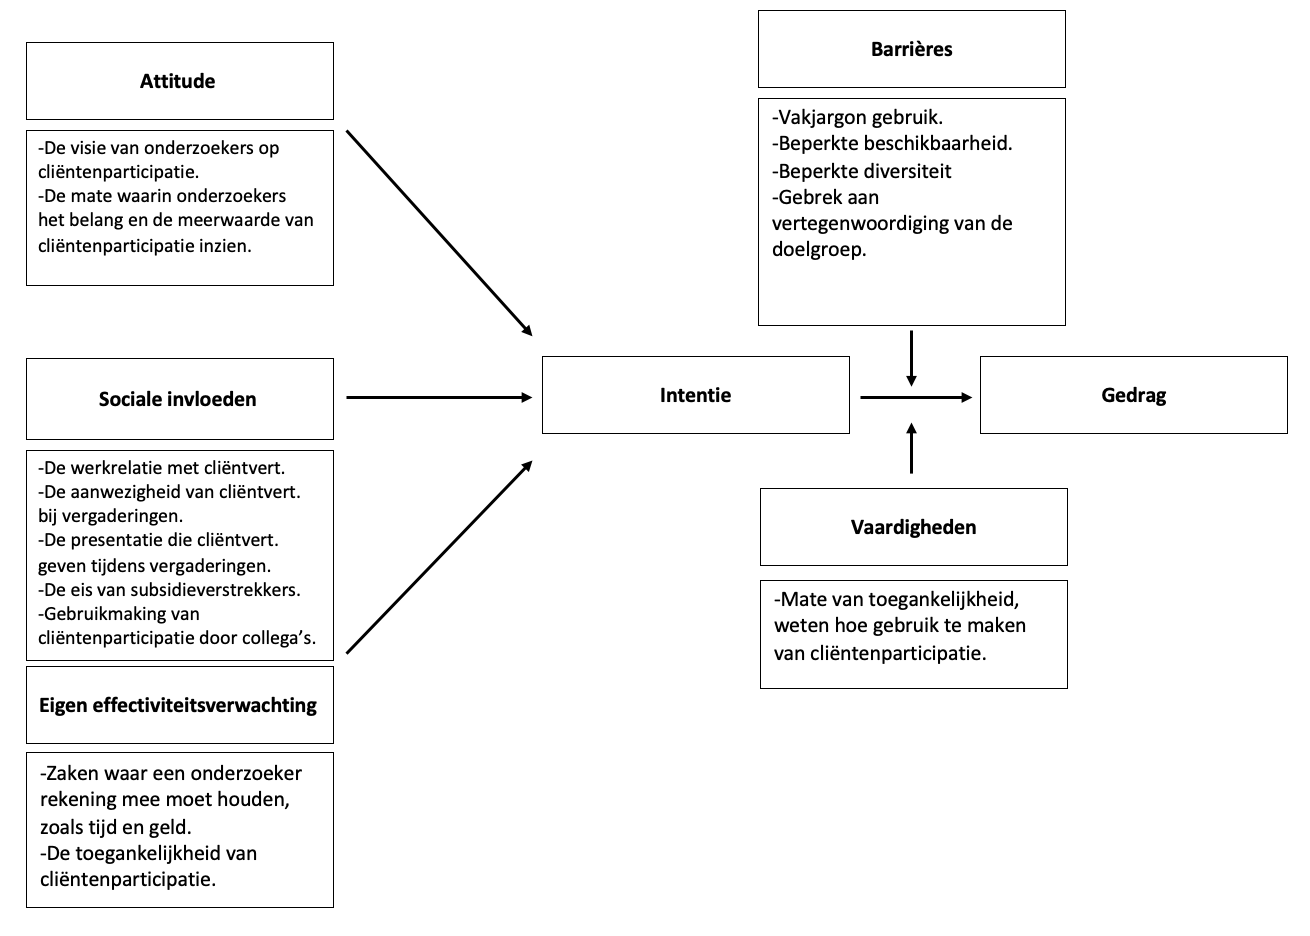 Attitude
-De visie van onderzoekers op
cliëntenparticipatie.
-De mate waarin onderzoekers
het belang en de meerwaarde van
cliëntenparticipatie inzien.
Sociale invloeden
-De werkrelatie met cliëntvert.
-De aanwezigheid van cliëntvert.
bij vergaderingen.
-De presentatie die cliëntvert.
geven tijdens vergaderingen.
-De eis van subsidieverstrekkers.
-Gebruikmaking van
cliëntenparticipatie door collega’s.
Eigen effectiviteitsverwachting
-Zaken waar een onderzoeker
rekening mee moet houden,
zoals tijd en geld.
-De toegankelijkheid van
cliëntenparticipatie.
Intentie
Barrières
-Vakjargon gebruik.
-Beperkte beschikbaarheid.
-Beperkte diversiteit
-Gebrek aan
vertegenwoordiging van de
doelgroep.
Vaardigheden
-Mate van toegankelijkheid,
weten hoe gebruik te maken
van cliëntenparticipatie.
Gedrag